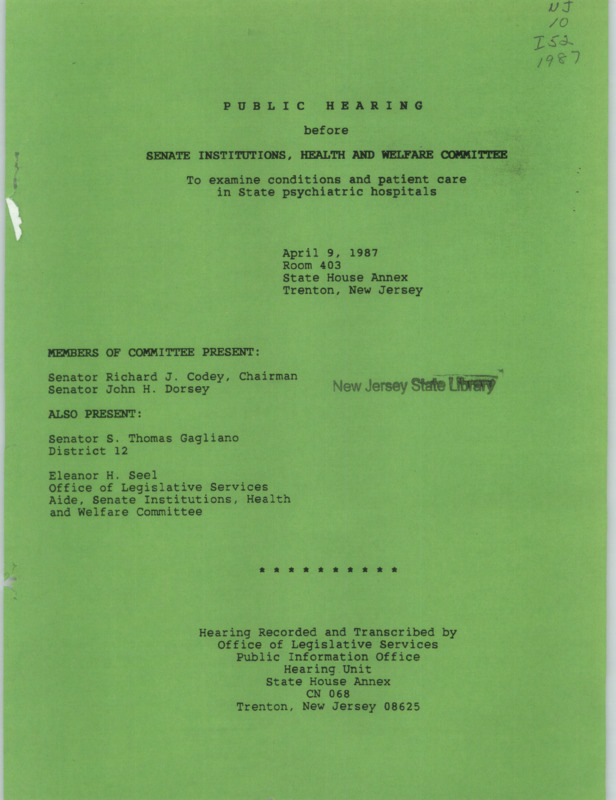 NJ
10
I52
1987
PUBLIC HEARING
before
SENATE INSTITUTIONS, HEALTH AND WELFARE COMMITTEE
To examine conditions and patient care
in State psychiatric hospitals
April 9, 1987
Room 403
State House Annex
Trenton, New Jersey
MEMBERS OF COMMITTEE PRESENT:
Senator Richard J. Codey, Chairman
Senator John H. Dorsey
New Jersey State Library
ALSO PRESENT:
Senator S. Thomas Gagliano
District 12
Eleanor H. Seel
Office of Legislative Services
Aide, Senate Institutions, Health
and Welfare Committee
* * * * * * * * * *
Hearing Recorded and Transcribed by
Office of Legislative Services
Public Information Office
Hearing Unit
State House Annex
CN 068
Trenton, New Jersey 08625